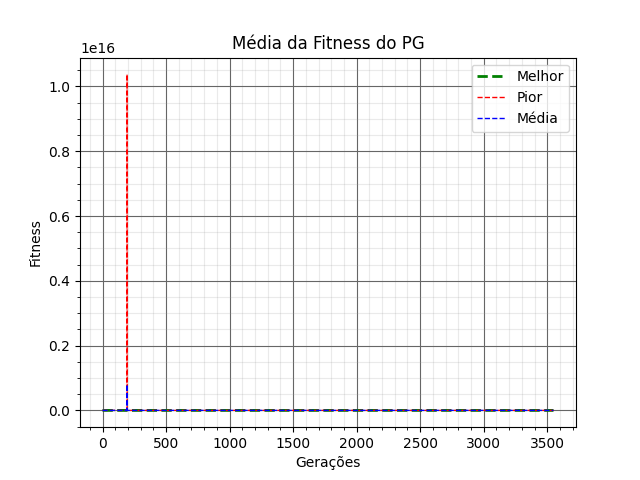 Média da Fitness do PG
1e16
Melhor
Pior
Média
1.0
0.8
0.6
0.4
0.2
0.0
Fitness
0 500 1000 1500 2000 2500 3000 3500
Gerações